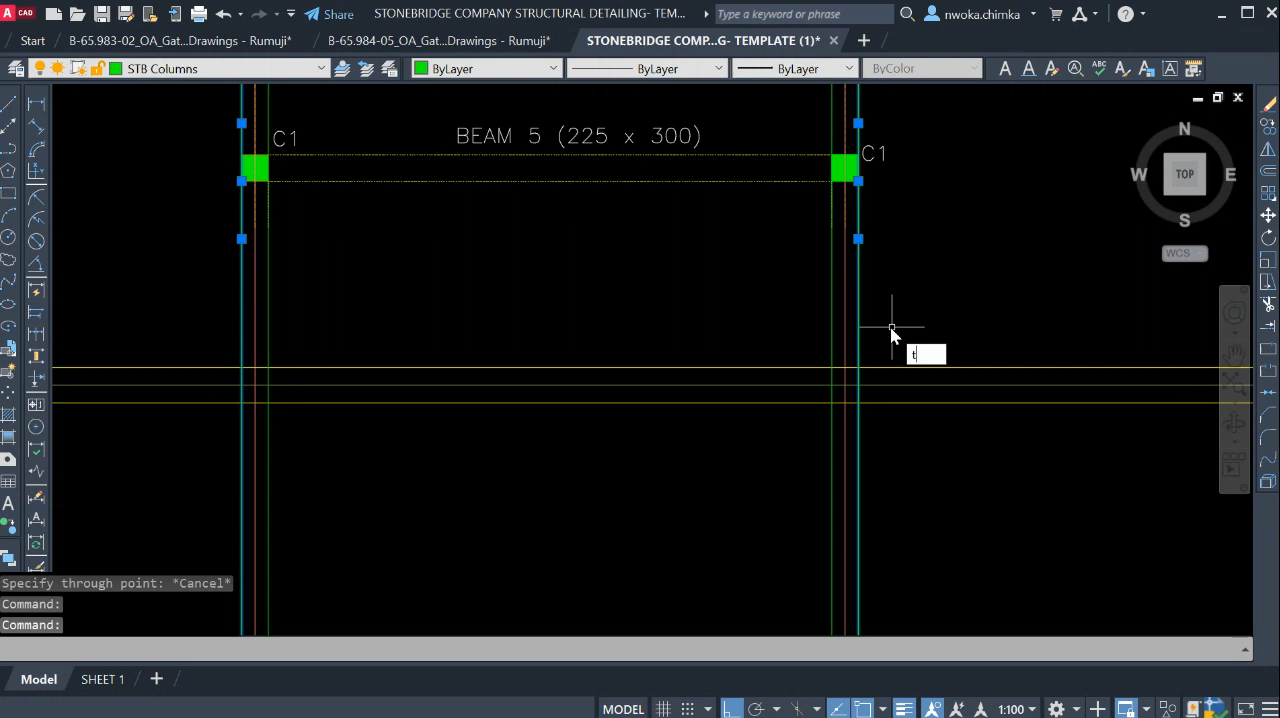 CAD
Share
STONEBRIDGE COMPANY STRUCTURAL DETAILING- TEM...
Type a keyword or phrase
nwoka.chimka
Start
B-65.983-02_OA_Gat...Drawings - Rumuji*
B-65.984-05_OA_Gat...Drawings - Rumuji*
STONEBRIDGE COMP...G- TEMPLATE (1)*
STB Columns
ByLayer
ByLayer
ByLayer
ByColor
C1
BEAM 5 (225 x 300)
C1
N
W
TOP
E
S
WCS
t
Specify through point: *Cancel*
Command:
Command:
Model
SHEET 1
MODEL
1:100